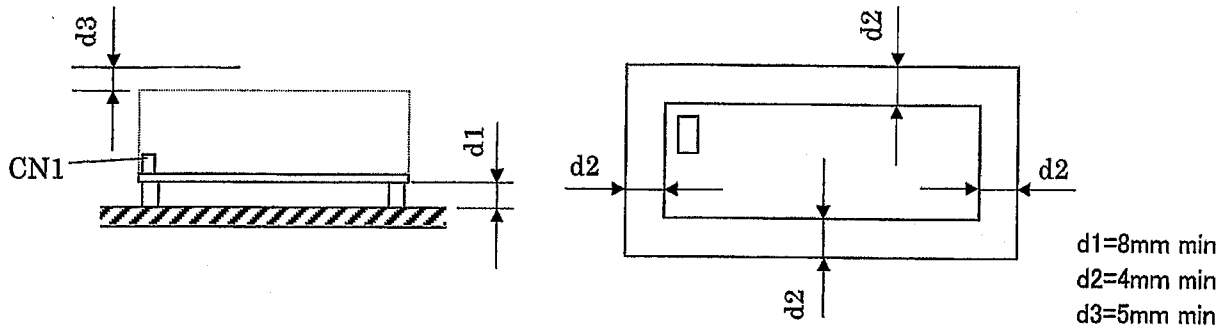 d3
CN1
d1
d2
d2
d2
d2
d1=8mm min
d2=4mm min
d3=5mm min